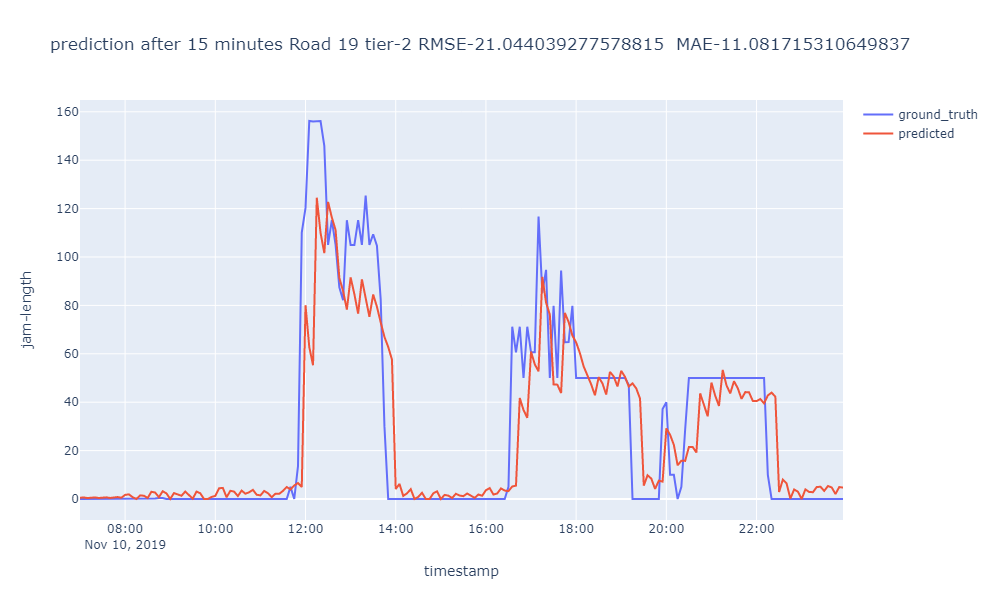 prediction after 15 minutes Road 19 tier-2 RMSE-21.044039277578815  MAE-11.081715310649837
ground_truth
predicted
160
140
120
100
80
60
40
20
0
jam-length
08:00 10:00 12:00 14:00 16:00 18:00 20:00 22:00
Nov 10, 2019
timestamp